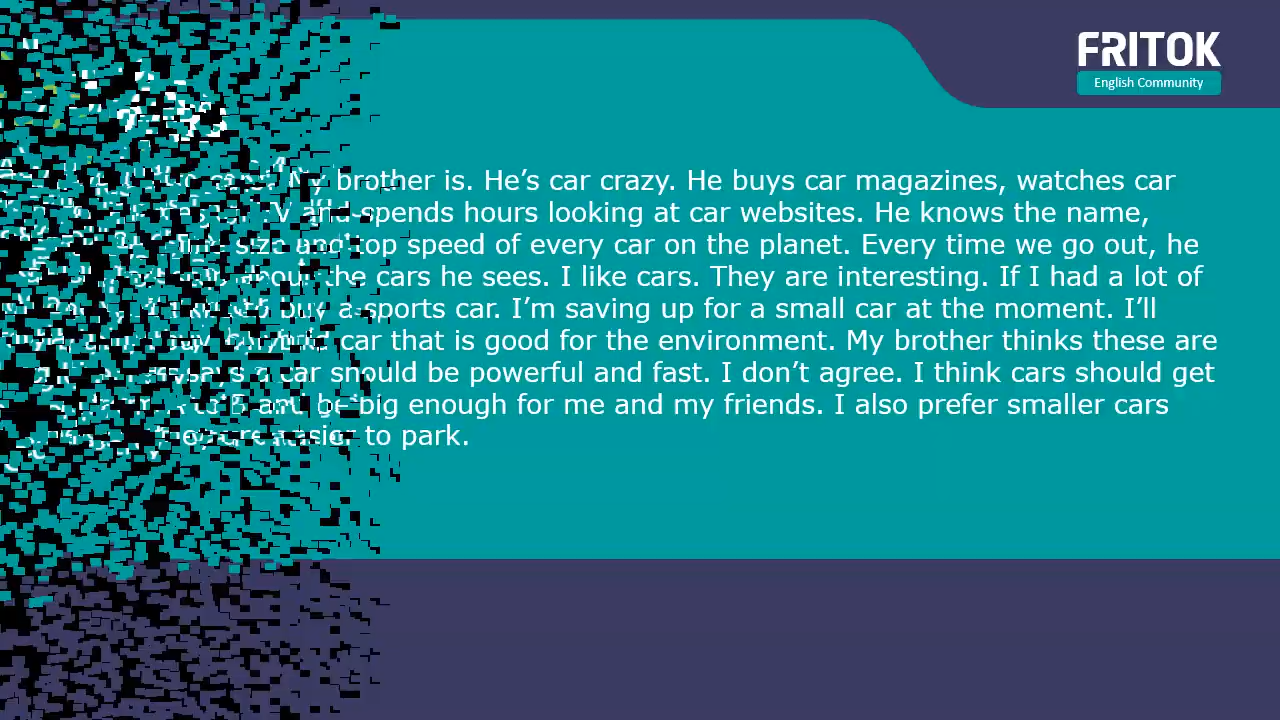 FRITOK
English Community
My brother is. He’s car crazy. He buys car magazines, watches car
TV and spends hours looking at car websites. He knows the name,
size and top speed of every car on the planet. Every time we go out, he
about the cars he sees. I like cars. They are interesting. If I had a lot of
buy a sports car. I’m saving up for a small car at the moment. I’ll
car that is good for the environment. My brother thinks these are
says a car should be powerful and fast. I don’t agree. I think cars should get
and be big enough for me and my friends. I also prefer smaller cars
easier to park.